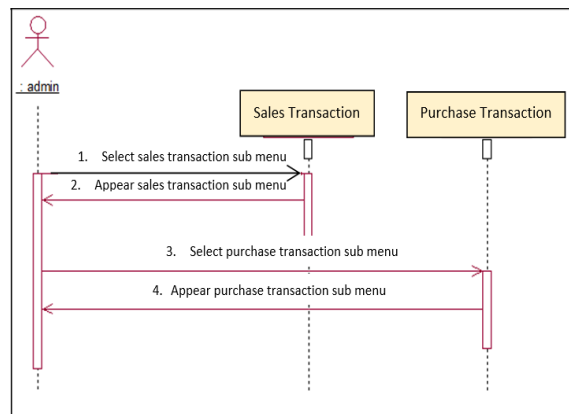 : admin
Sales Transaction
Purchase Transaction
1. Select sales transaction sub menu
2. Appear sales transaction sub menu
3. Select purchase transaction sub menu
4. Appear purchase transaction sub menu